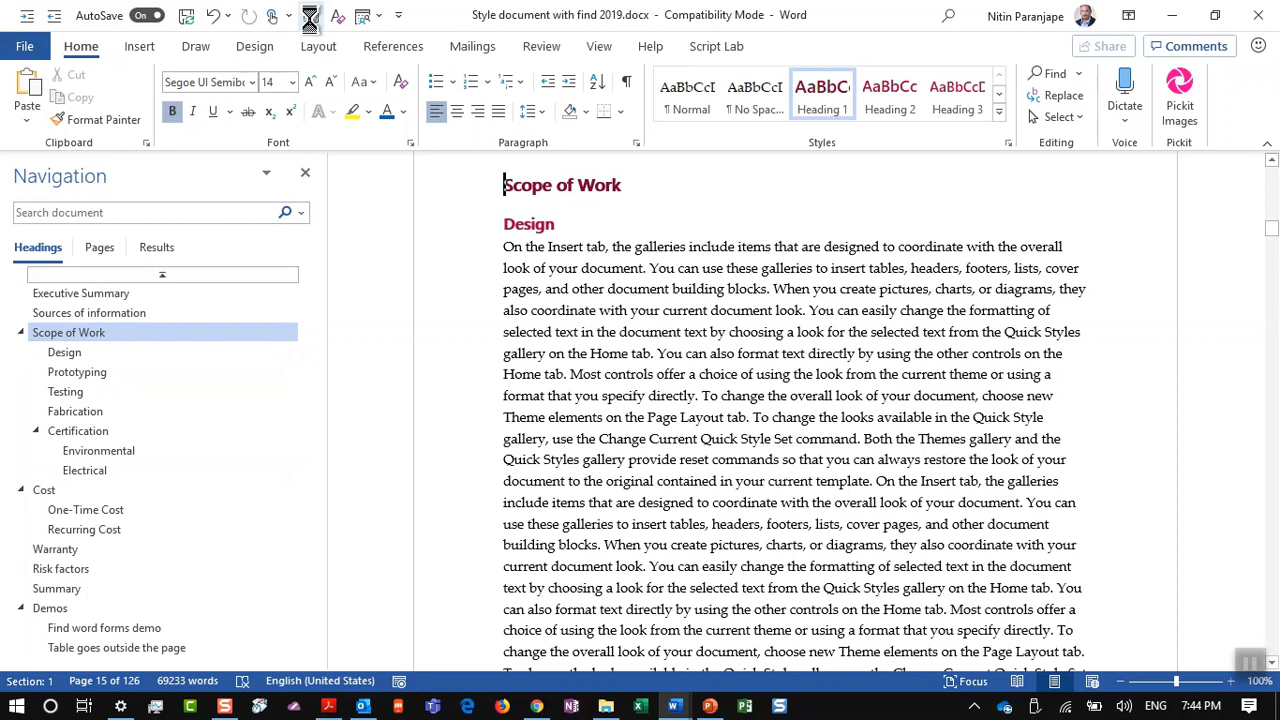 AutoSave On
Style document with find 2019.docx - Compatibility Mode - Word
Nitin Paranjape
File Home Insert Draw Design Layout References Mailings Review View Help Script Lab Share Comments
Paste
Cut
Copy
Format Painter
Clipboard
Segoe UI Semib 14
B I U ab x₂ x² A A
Font
Paragraph
AaBbCcI AaBbCcI AaBbCc AaBbCc AaBbCcD
¶ Normal ¶ No Spac... Heading 1 Heading 2 Heading 3
Styles
Find
Replace
Select
Editing
Dictate
Voice
Pickit
Images
Pickit
Navigation
Search document
Headings Pages Results
Executive Summary
Sources of information
Scope of Work
Design
Prototyping
Testing
Fabrication
Certification
Environmental
Electrical
Cost
One-Time Cost
Recurring Cost
Warranty
Risk factors
Summary
Demos
Find word forms demo
Table goes outside the page
Scope of Work
Design
On the Insert tab, the galleries include items that are designed to coordinate with the overall
look of your document. You can use these galleries to insert tables, headers, footers, lists, cover
pages, and other document building blocks. When you create pictures, charts, or diagrams, they
also coordinate with your current document look. You can easily change the formatting of
selected text in the document text by choosing a look for the selected text from the Quick Styles
gallery on the Home tab. You can also format text directly by using the other controls on the
Home tab. Most controls offer a choice of using the look from the current theme or using a
format that you specify directly. To change the overall look of your document, choose new
Theme elements on the Page Layout tab. To change the looks available in the Quick Style
gallery, use the Change Current Quick Style Set command. Both the Themes gallery and the
Quick Styles gallery provide reset commands so that you can always restore the look of your
document to the original contained in your current template. On the Insert tab, the galleries
include items that are designed to coordinate with the overall look of your document. You can
use these galleries to insert tables, headers, footers, lists, cover pages, and other document
building blocks. When you create pictures, charts, or diagrams, they also coordinate with your
current document look. You can easily change the formatting of selected text in the document
text by choosing a look for the selected text from the Quick Styles gallery on the Home tab. You
can also format text directly by using the other controls on the Home tab. Most controls offer a
choice of using the look from the current theme or using a format that you specify directly. To
change the overall look of your document, choose new Theme elements on the Page Layout tab.
Section: 1 Page 15 of 126 69233 words English (United States) Focus 100%
ENG 7:44 PM